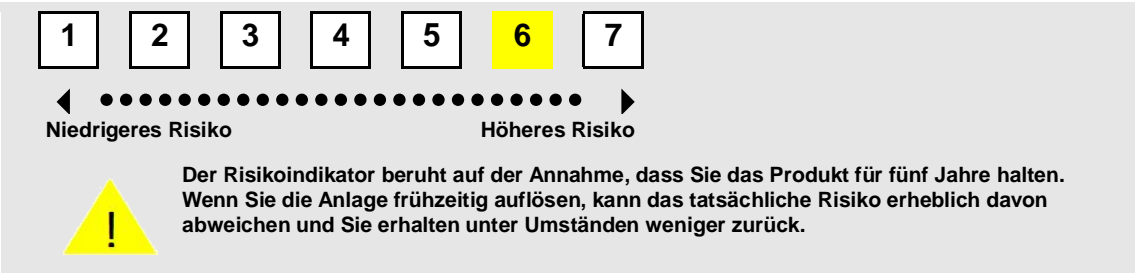 1 2 3 4 5 6 7
Niedrigeres Risiko Höheres Risiko
Der Risikoindikator beruht auf der Annahme, dass Sie das Produkt für fünf Jahre halten.
Wenn Sie die Anlage frühzeitig auflösen, kann das tatsächliche Risiko erheblich davon
abweichen und Sie erhalten unter Umständen weniger zurück.
!